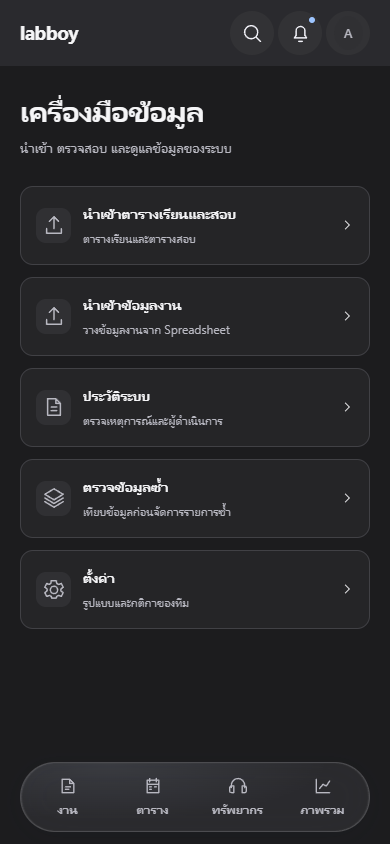 labboy
A
เครื่องมือข้อมูล
นำเข้า ตรวจสอบ และดูแลข้อมูลของระบบ
นำเข้าตารางเรียนและสอบ
ตารางเรียนและตารางสอบ
นำเข้าข้อมูลงาน
วางข้อมูลงานจาก Spreadsheet
ประวัติระบบ
ตรวจเหตุการณ์และผู้ดำเนินการ
ตรวจข้อมูลซ้ำ
เทียบข้อมูลก่อนจัดการรายการซ้ำ
ตั้งค่า
รูปแบบและกติกาของทีม
งาน ตาราง ทรัพยากร ภาพรวม